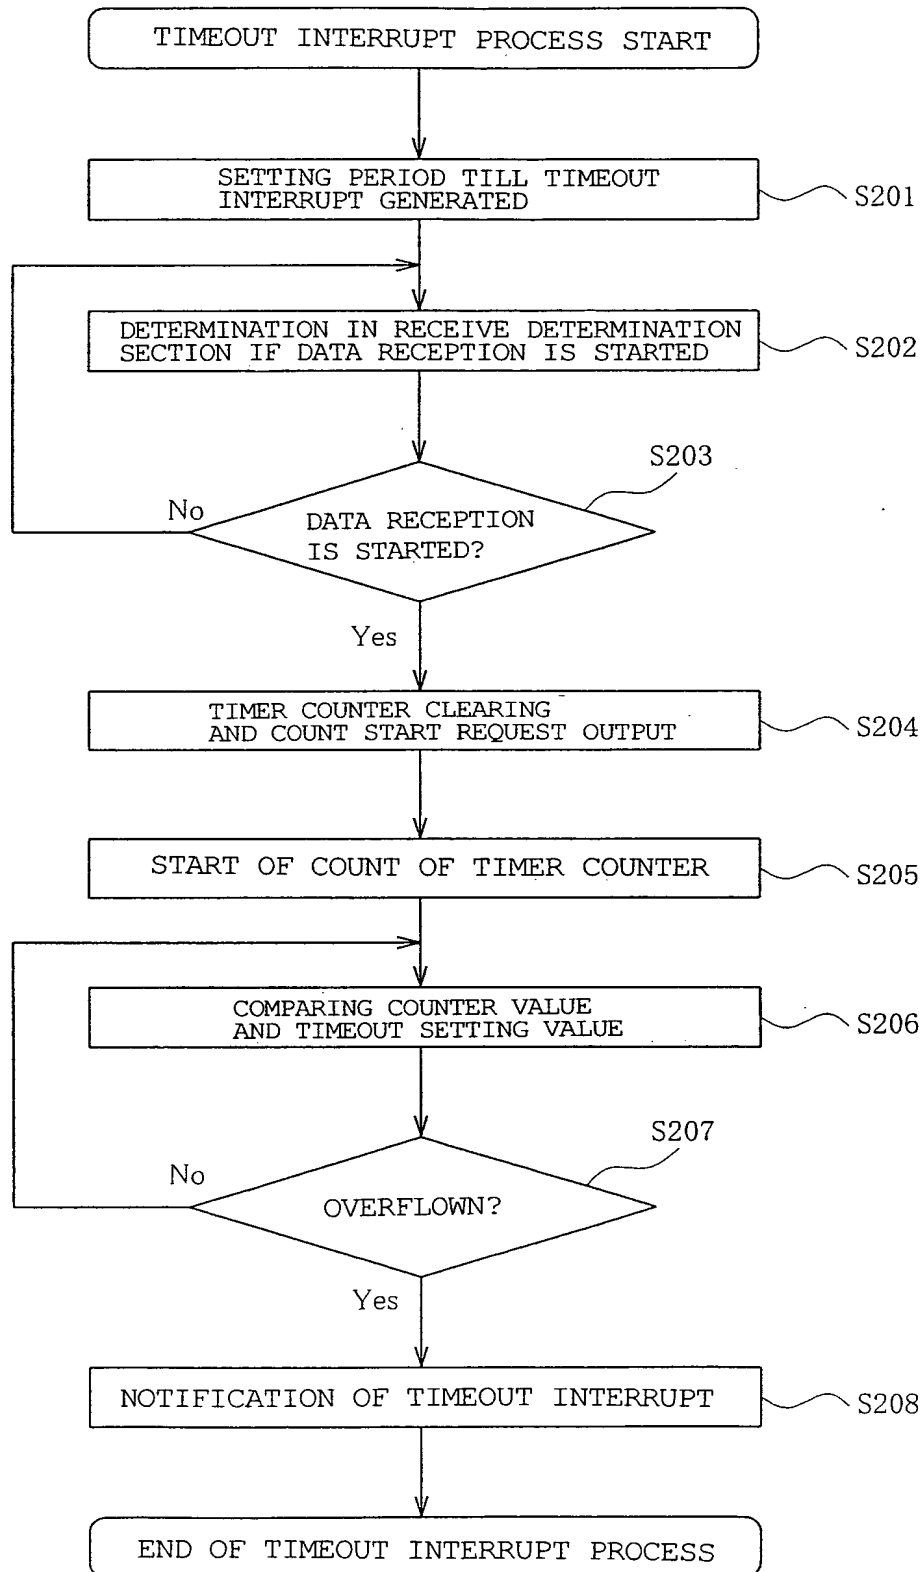 TIMEOUT INTERRUPT PROCESS START
SETTING PERIOD TILL TIMEOUT
INTERRUPT GENERATED
S201
DETERMINATION IN RECEIVE DETERMINATION
SECTION IF DATA RECEPTION IS STARTED
S202
S203
No
DATA RECEPTION
IS STARTED?
Yes
TIMER COUNTER CLEARING
AND COUNT START REQUEST OUTPUT
S204
START OF COUNT OF TIMER COUNTER
S205
COMPARING COUNTER VALUE
AND TIMEOUT SETTING VALUE
S206
S207
No
OVERFLOWN?
Yes
NOTIFICATION OF TIMEOUT INTERRUPT
S208
END OF TIMEOUT INTERRUPT PROCESS